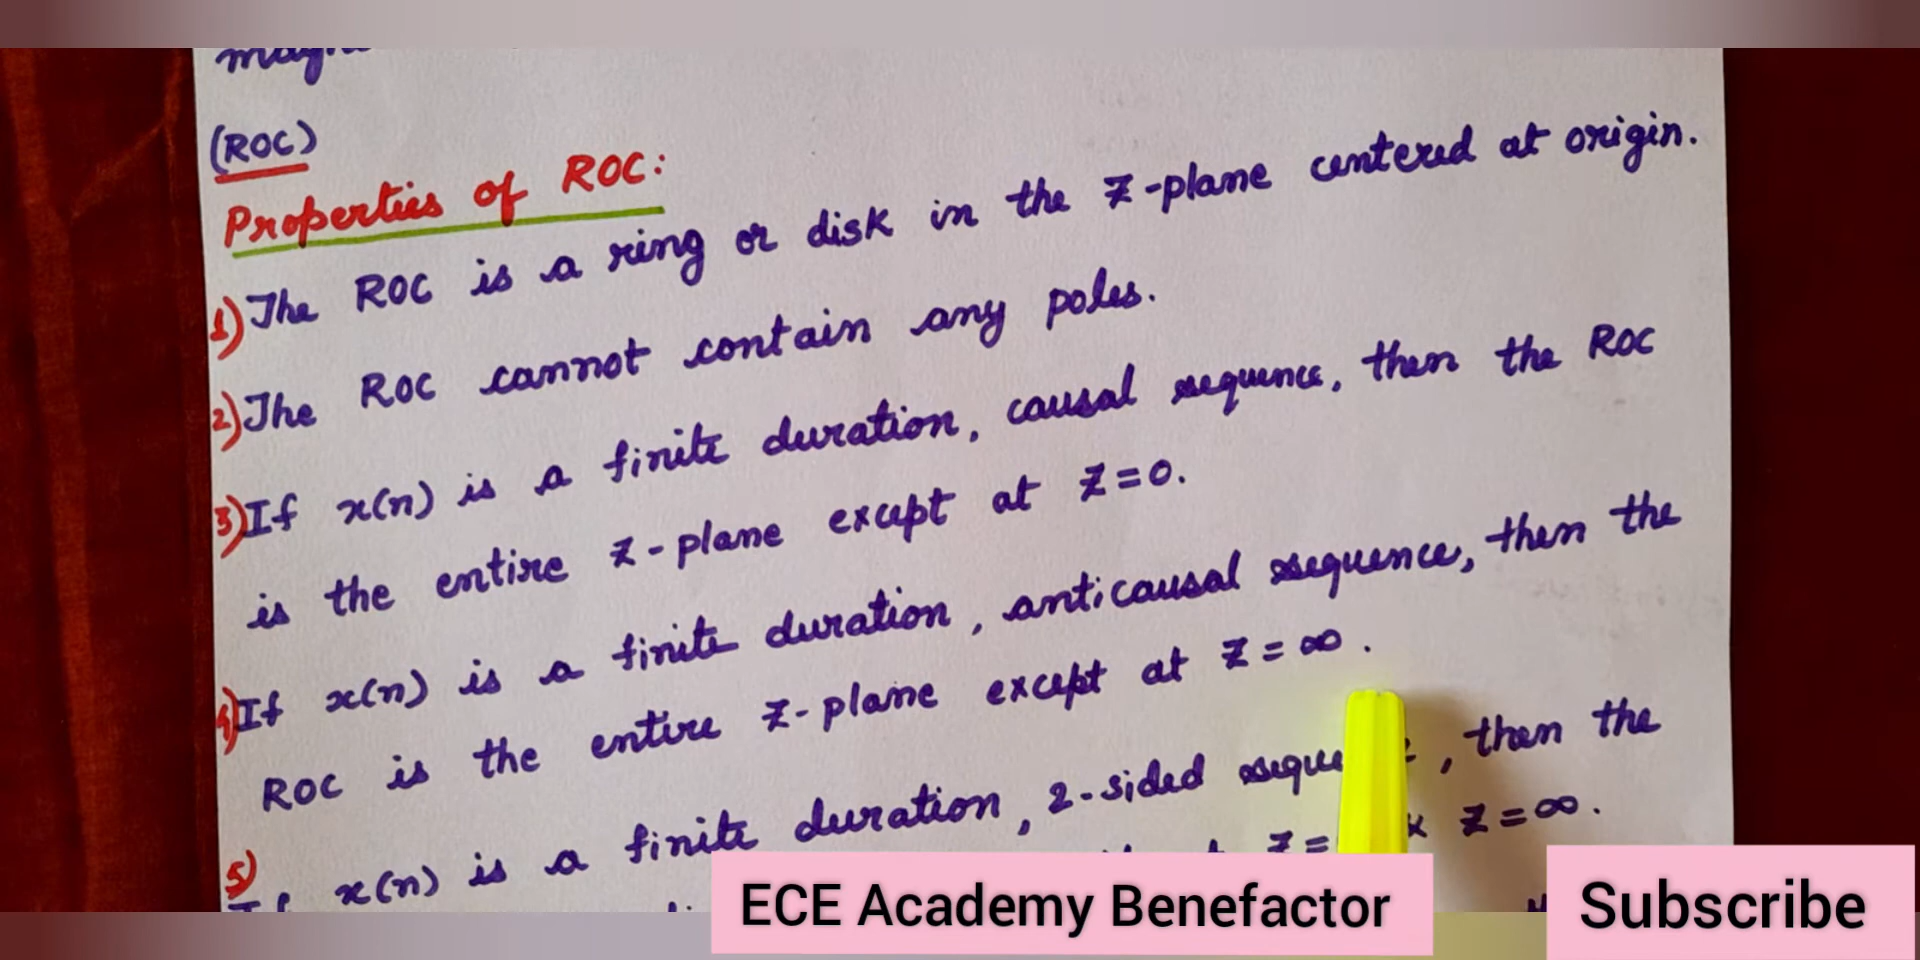 (ROC)
Properties of ROC:
1) The ROC is a ring or disk in the Z-plane centered at origin.
2) The ROC cannot contain any poles.
3) If x(n) is a finite duration, causal sequence, then the ROC
is the entire Z-plane except at Z=0.
4) If x(n) is a finite duration, anticausal sequence, then the
ROC is the entire Z-plane except at Z=∞.
5) If x(n) is a finite duration, 2-sided , then the
Z= Z=∞.
ECE Academy Benefactor
Subscribe